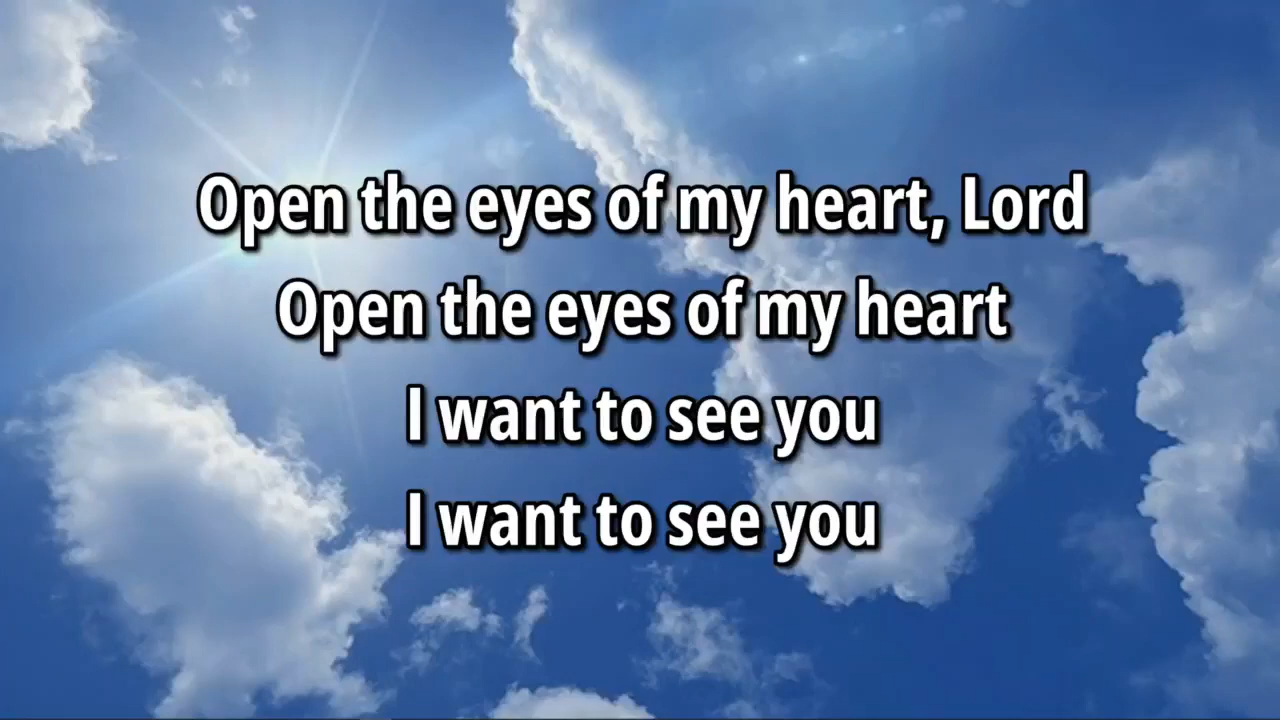 Open the eyes of my heart, Lord
Open the eyes of my heart
I want to see you
I want to see you